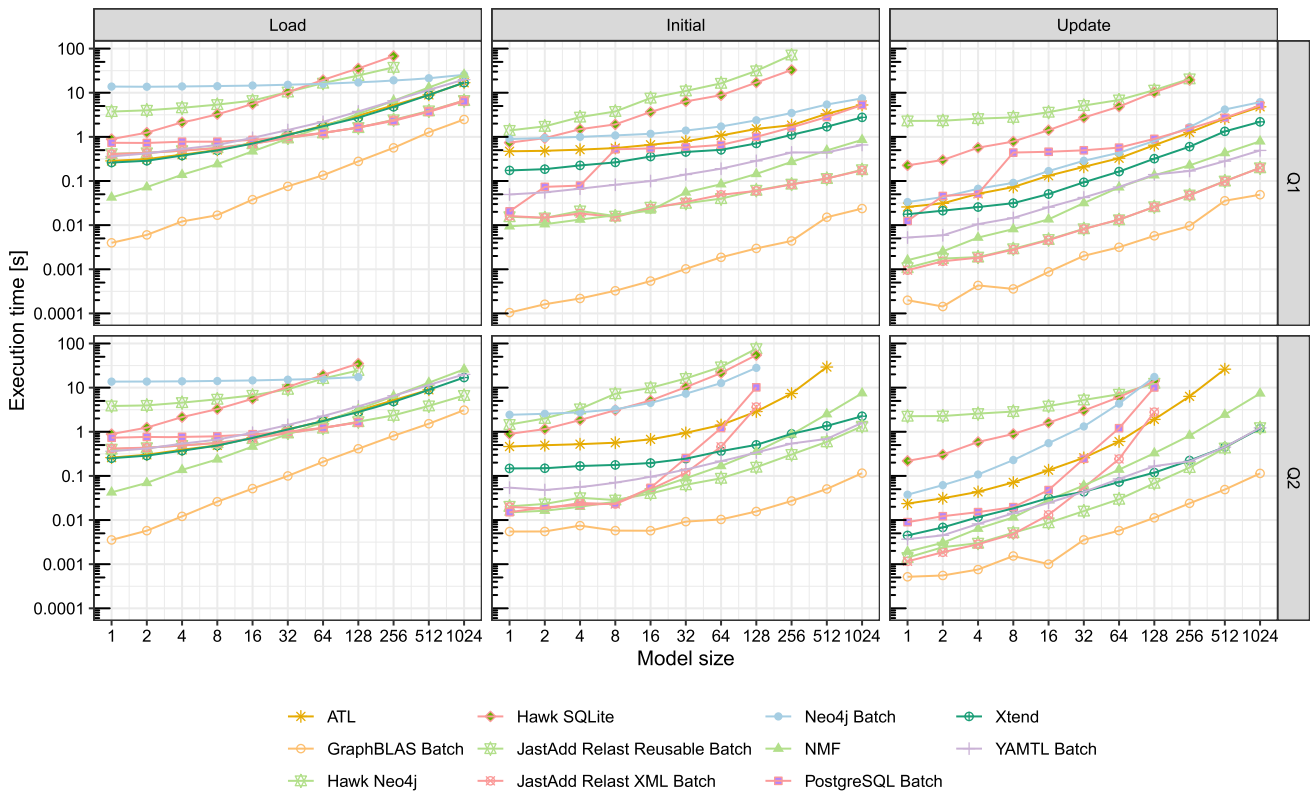 Load Initial Update
100
10
1
0.1
0.01
0.001
0.0001
Q1
Execution time [s]
100
10
1
0.1
0.01
0.001
0.0001
Q2
1 2 4 8 16 32 64 128 256 512 1024 1 2 4 8 16 32 64 128 256 512 1024 1 2 4 8 16 32 64 128 256 512 1024
Model size
ATL Hawk SQLite Neo4j Batch Xtend
GraphBLAS Batch JastAdd Relast Reusable Batch NMF YAMTL Batch
Hawk Neo4j JastAdd Relast XML Batch PostgreSQL Batch